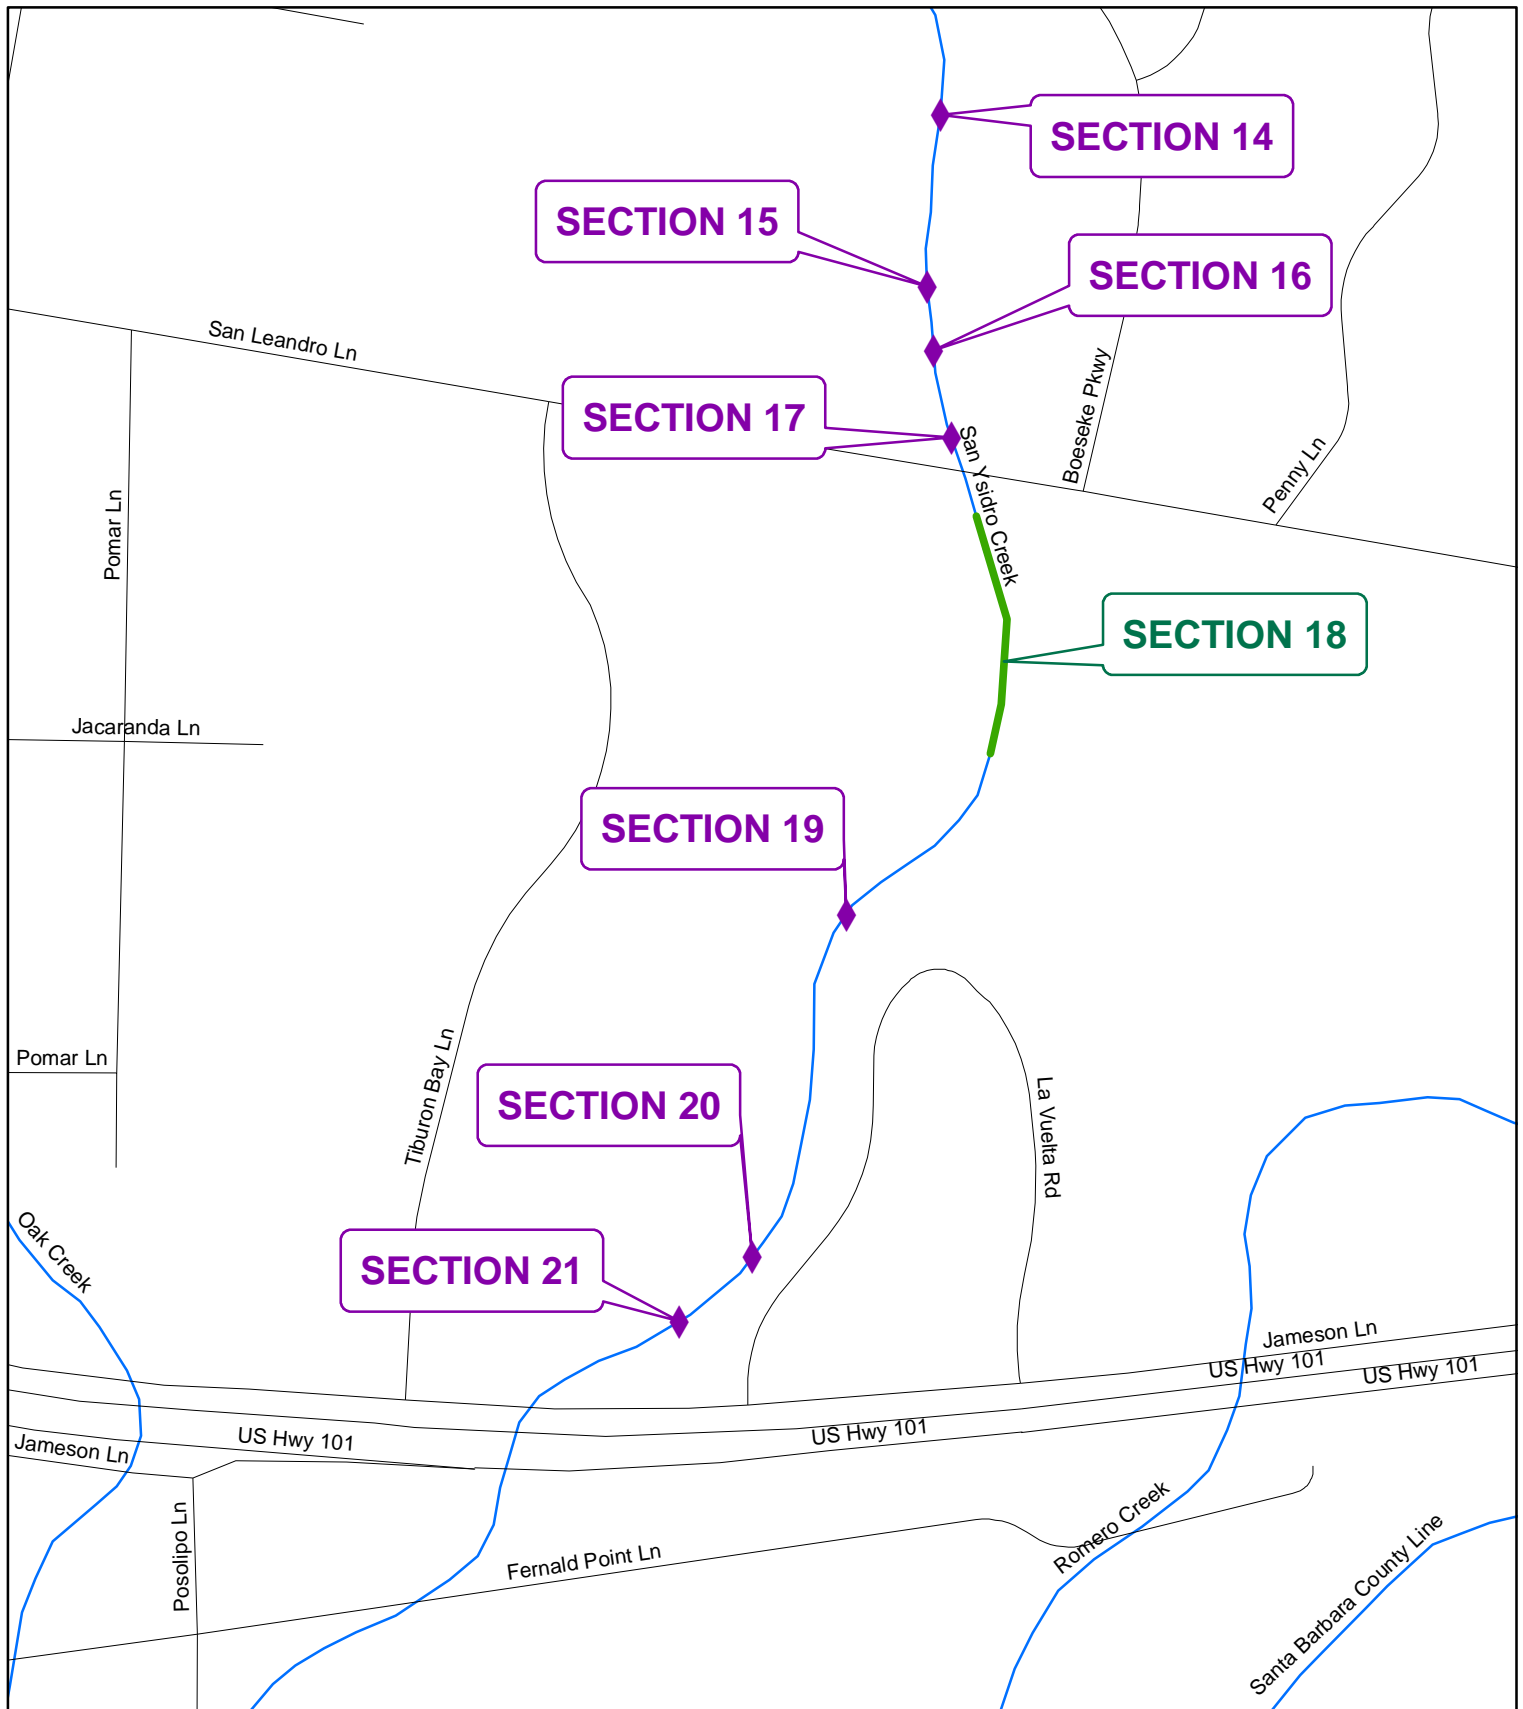 SECTION 14
SECTION 15
SECTION 16
San Leandro Ln
SECTION 17
Boeseke Pkwy
San Ysidro Creek
Penny Ln
Pomar Ln
SECTION 18
Jacaranda Ln
SECTION 19
Pomar Ln
Tiburon Bay Ln
SECTION 20
La Vuelta Rd
Oak Creek
SECTION 21
Jameson Ln
US Hwy 101
US Hwy 101
US Hwy 101
US Hwy 101
Jameson Ln
Posolipo Ln
Fernald Point Ln
Romero Creek
Santa Barbara County Line